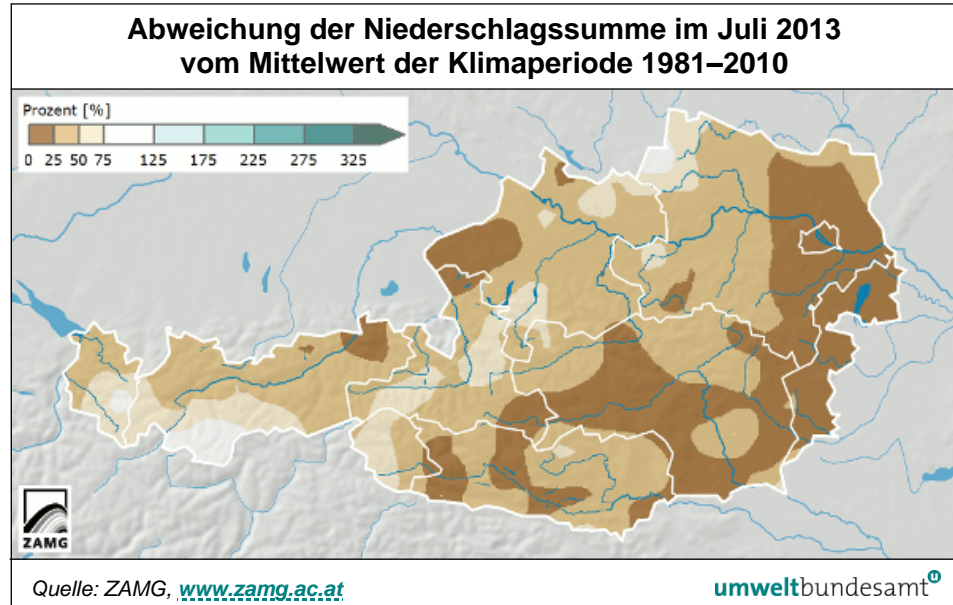 Abweichung der Niederschlagssumme im Juli 2013
vom Mittelwert der Klimaperiode 1981–2010
Prozent [%]
0 25 50 75 125 175 225 275 325
ZAMG
Quelle: ZAMG, www.zamg.ac.at
umweltbundesamt u